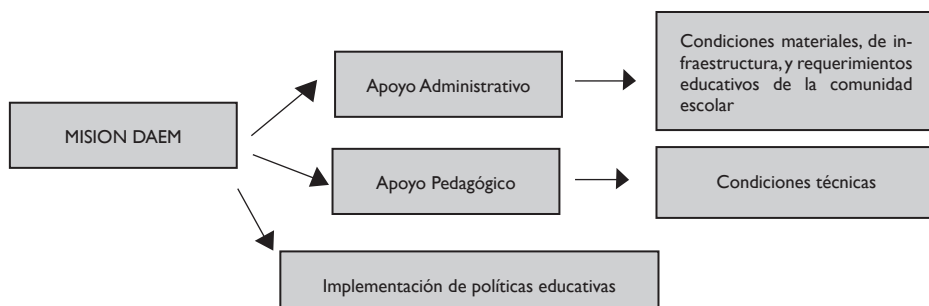 Condiciones materiales, de in-
fraestructura, y requerimientos
educativos de la comunidad
escolar
Apoyo Administrativo
MISION DAEM
Apoyo Pedagógico
Condiciones técnicas
Implementación de políticas educativas